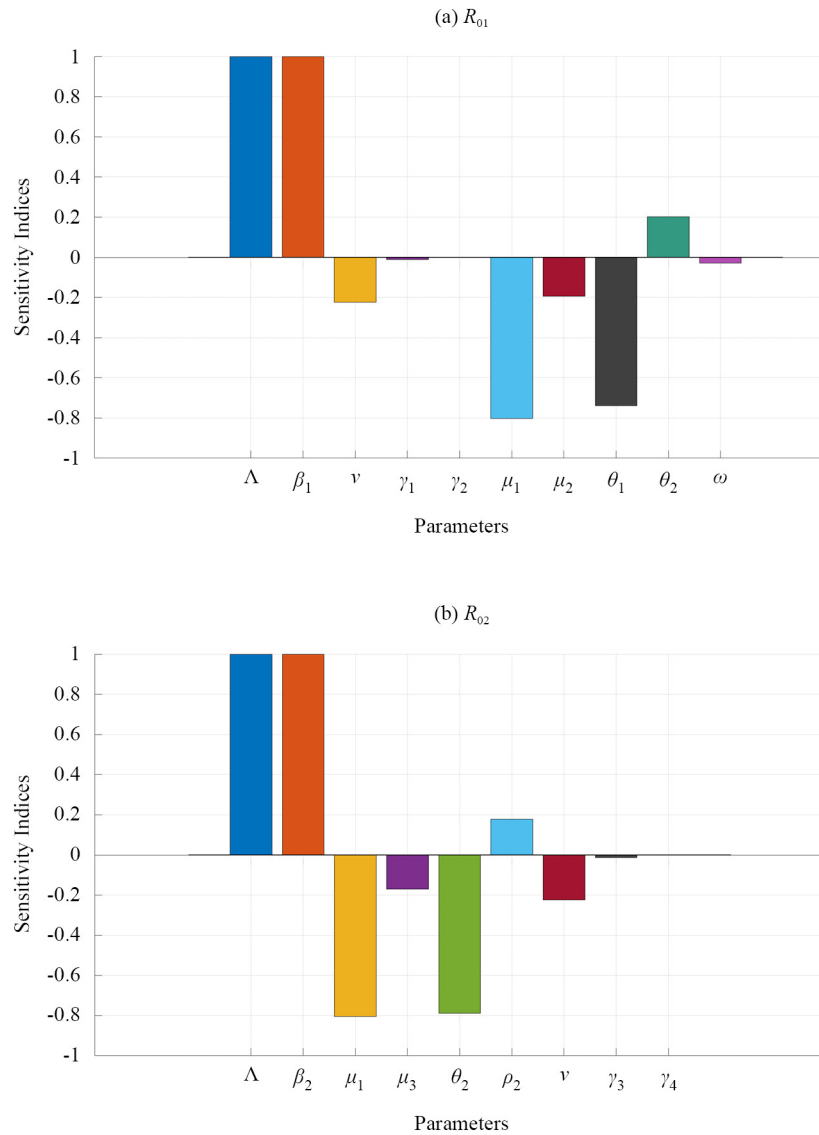 (a) R₀₁
1
0.8
0.6
0.4
0.2
0
-0.2
-0.4
-0.6
-0.8
-1
Sensitivity Indices
Λ β₁ v γ₁ γ₂ μ₁ μ₂ θ₁ θ₂ ω
Parameters
(b) R₀₂
1
0.8
0.6
0.4
0.2
0
-0.2
-0.4
-0.6
-0.8
-1
Sensitivity Indices
Λ β₂ μ₁ μ₃ θ₂ ρ₂ v γ₃ γ₄
Parameters